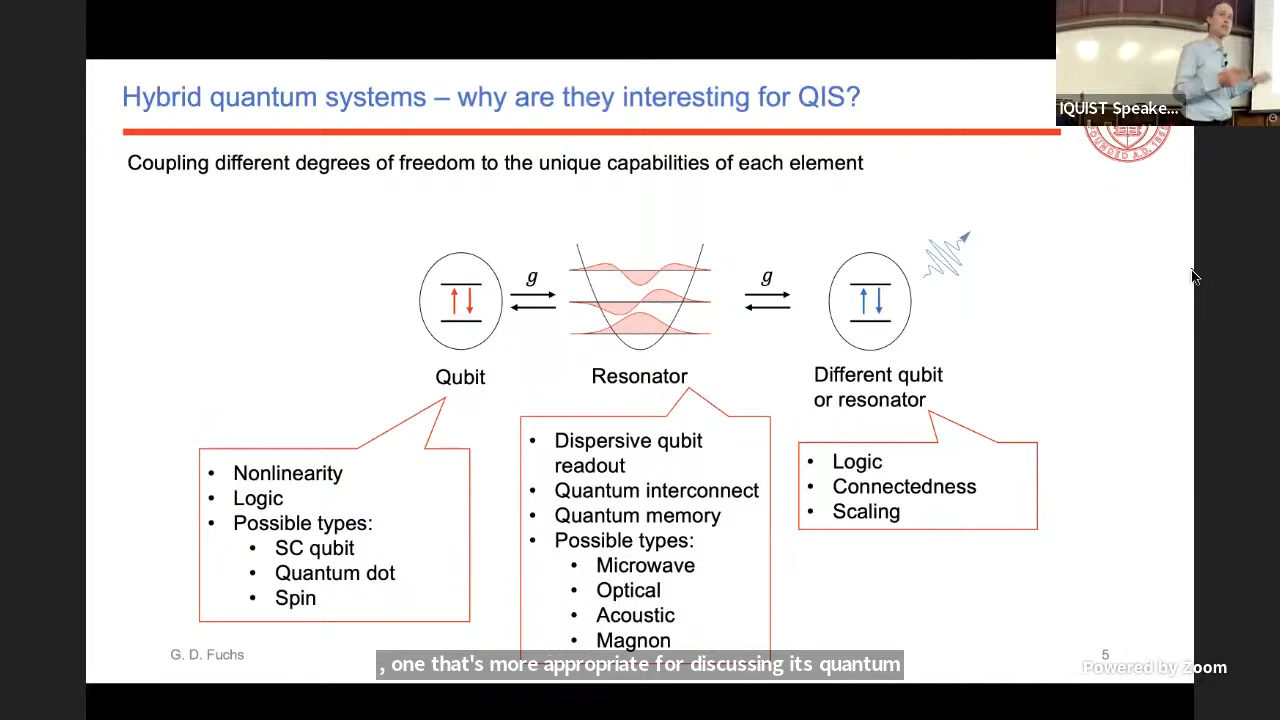 Hybrid quantum systems – why are they interesting for QIS?
IQUIST Speake...
FOUNDED A.D. 186
Coupling different degrees of freedom to the unique capabilities of each element
g
g
Qubit
Resonator
Different qubit
or resonator
• Nonlinearity
• Logic
• Possible types:
• SC qubit
• Quantum dot
• Spin
• Dispersive qubit
readout
• Quantum interconnect
• Quantum memory
• Possible types:
• Microwave
• Optical
• Acoustic
• Magnon
• Logic
• Connectedness
• Scaling
G. D. Fuchs
5
, one that's more appropriate for discussing its quantum
Powered by Zoom